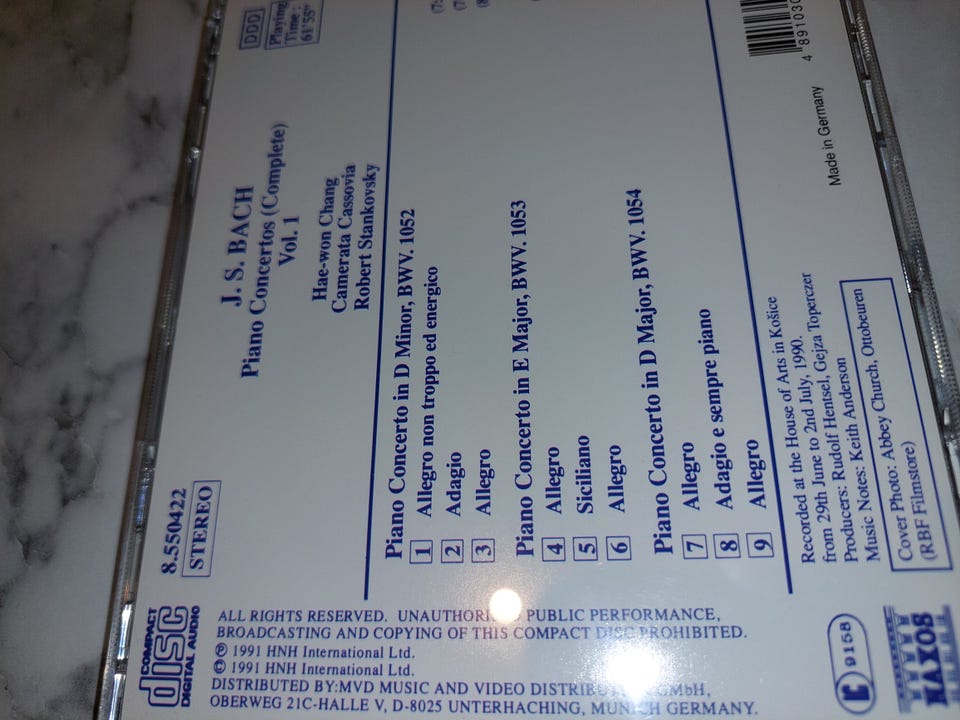 8.550422
STEREO
J. S. BACH
Piano Concertos (Complete)
Vol. 1
DDD
Playing
Time :
61'55"
Hae-won Chang
Camerata Cassovia
Robert Stankovsky
Piano Concerto in D Minor, BWV. 1052
1 Allegro non troppo ed energico
2 Adagio
3 Allegro
Piano Concerto in E Major, BWV. 1053
4 Allegro
5 Siciliano
6 Allegro
Piano Concerto in D Major, BWV. 1054
7 Allegro
8 Adagio e sempre piano
9 Allegro
Recorded at the House of Arts in Košice
from 29th June to 2nd July, 1990.
Producers: Rudolf Hentsel, Gejza Toperczer
Music Notes: Keith Anderson
Cover Photo: Abbey Church, Ottobeuren
(RBF Filmstore)
Made in Germany
4 891030
COMPACT
disc
DIGITAL AUDIO
ALL RIGHTS RESERVED. PUBLIC PERFORMANCE,
BROADCASTING AND COPYING OF THIS COMPACT DISC PROHIBITED.
℗ 1991 HNH International Ltd.
© 1991 HNH International Ltd.
DISTRIBUTED BY:MVD MUSIC AND VIDEO GmbH,
OBERWEG 21C-HALLE V, D-8025 UNTERHACHING, MUNICH GERMANY.
9158
NAXOS